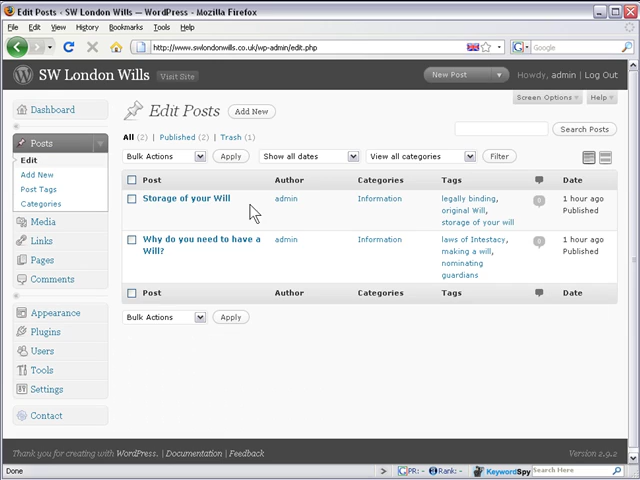 Edit Posts ‹ SW London Wills — WordPress - Mozilla Firefox
File Edit View History Bookmarks Tools Help
http://www.swlondonwills.co.uk/wp-admin/edit.php
Google
SW London Wills Visit Site New Post Howdy, admin | Log Out
Screen Options Help
Dashboard
Posts
Edit
Add New
Post Tags
Categories
Media
Links
Pages
Comments
Appearance
Plugins
Users
Tools
Settings
Contact
Edit Posts Add New
All (2) | Published (2) | Trash (1)
Search Posts
Bulk Actions Apply Show all dates View all categories Filter
Post Author Categories Tags Date
Storage of your Will admin Information legally binding, original Will, storage of your will 0 1 hour ago Published
Why do you need to have a Will? admin Information laws of Intestacy, making a will, nominating guardians 0 1 hour ago Published
Post Author Categories Tags Date
Bulk Actions Apply
Thank you for creating with WordPress. | Documentation | Feedback Version 2.9.2
Done PR: - Rank: - KeywordSpy Search Here